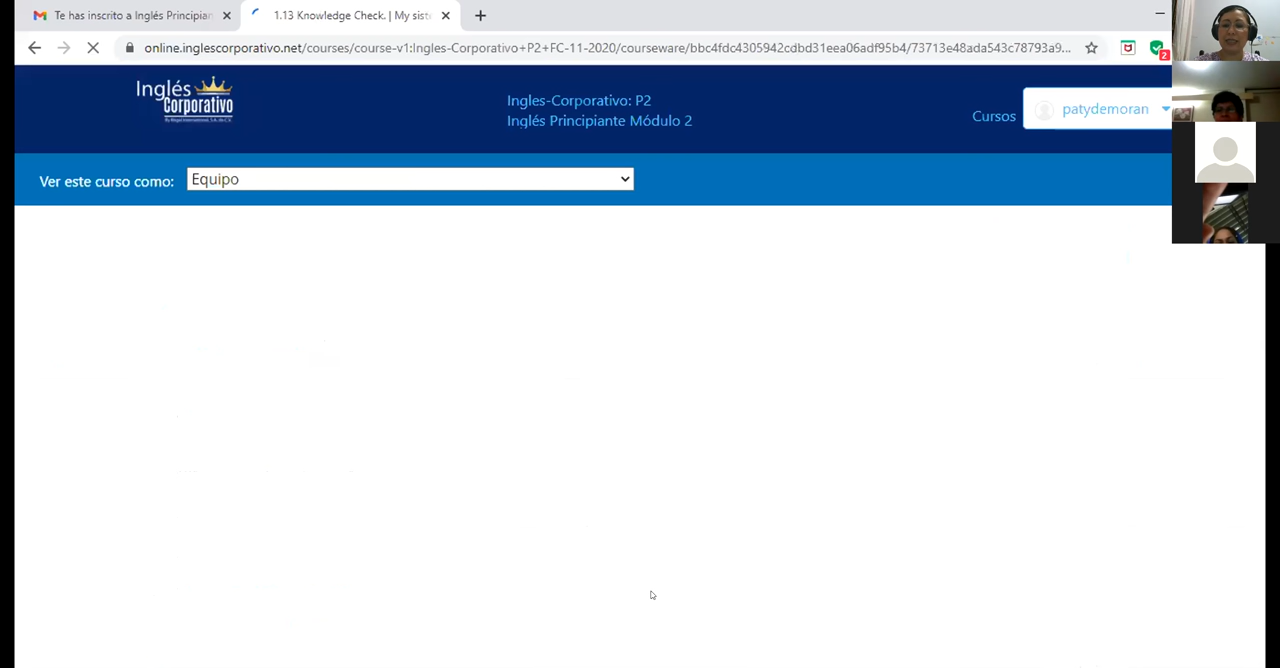 Te has inscrito a Inglés Principian
1.13 Knowledge Check. | My sist
online.inglescorporativo.net/courses/course-v1:Ingles-Corporativo+P2+FC-11-2020/courseware/bbc4fdc4305942cdbd31eea06adf95b4/73713e48ada543c78793a9...
2
Inglés
Corporativo
Ingles-Corporativo: P2
Inglés Principiante Módulo 2
Cursos
patydemoran
Ver este curso como:
Equipo